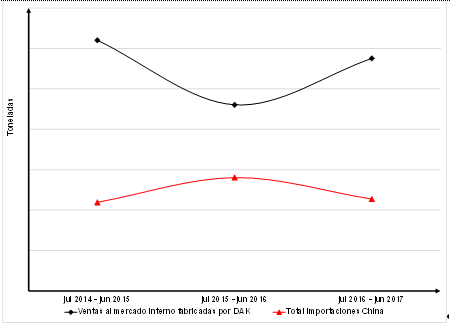 Toneladas
Jul 2014 - Jun 2015
Jul 2015 - Jun 2016
Jul 2016 - Jun 2017
Ventas al mercado interno fabricadas por DAK
Total Importaciones China